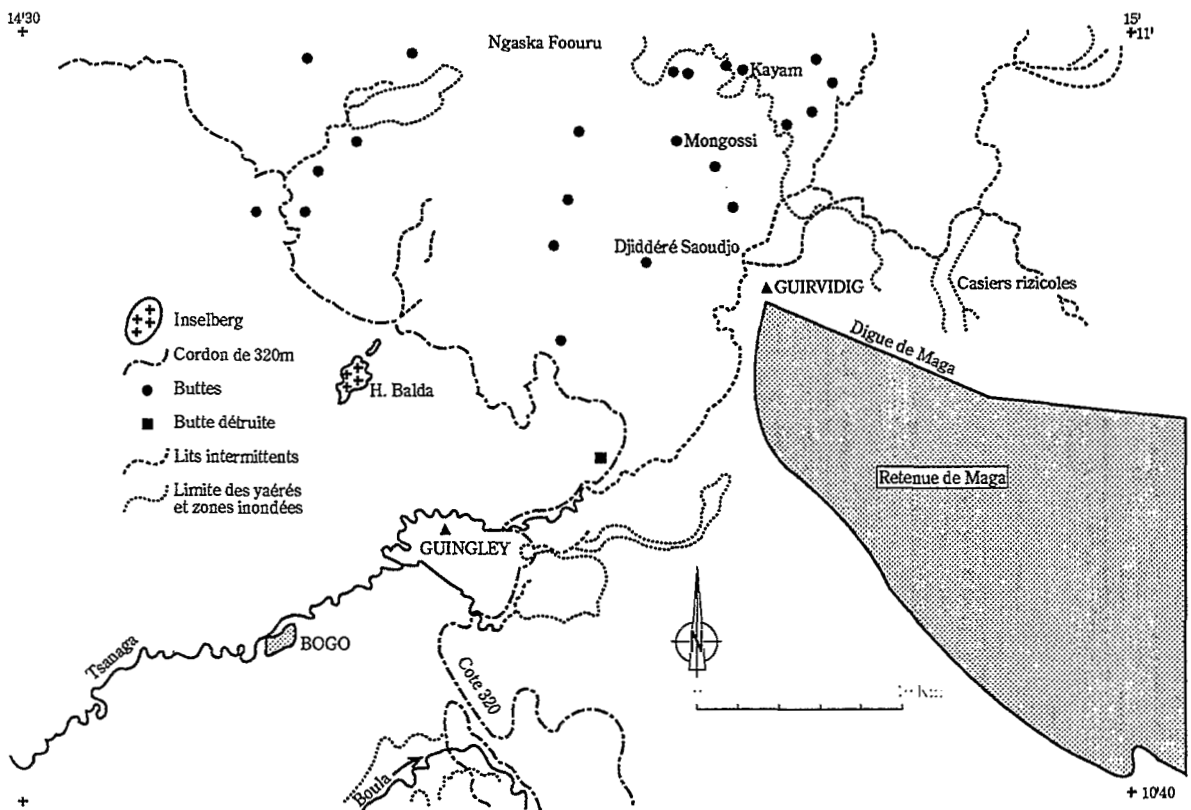 14'30
15'
11'
Ngaska Foouru
Kayam
Mongossi
Djiddéré Saoudjo
GUIRVIDIG
Casiers rizicoles
Digue de Maga
Inselberg
Cordon de 320m
H. Balda
Buttes
Butte détruite
Lits intermittents
Limite des yaérés
et zones inondées
Retenue de Maga
GUINGLEY
BOGO
Tsanaga
Cote 320
N
Km
Boula
10'40